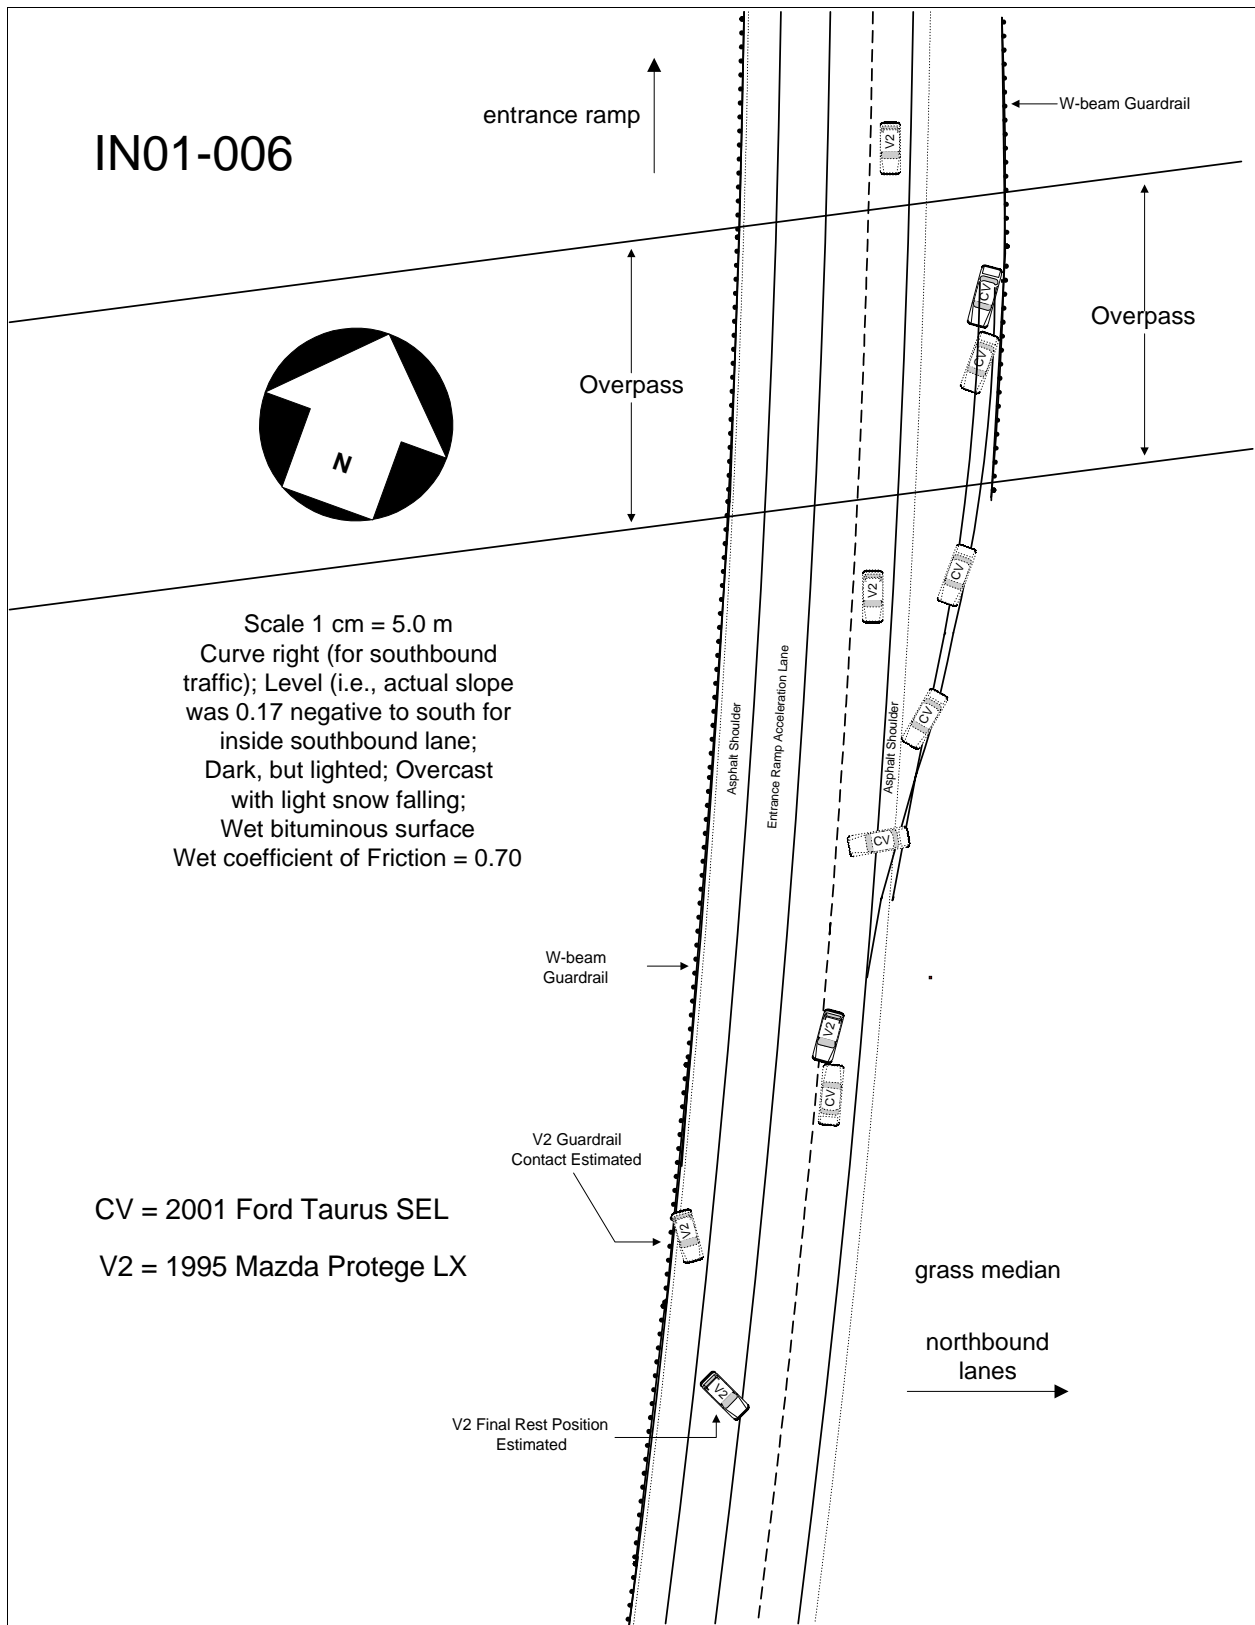 entrance ramp
W-beam Guardrail
IN01-006
V2
CV
CV
Overpass
Overpass
N
CV
V2
Scale 1 cm = 5.0 m
Curve right (for southbound
traffic); Level (i.e., actual slope
was 0.17 negative to south for
inside southbound lane;
Dark, but lighted; Overcast
with light snow falling;
Wet bituminous surface
Wet coefficient of Friction = 0.70
Asphalt Shoulder
Entrance Ramp Acceleration Lane
Asphalt Shoulder
CV
CV
W-beam
Guardrail
V2
CV
V2 Guardrail
Contact Estimated
CV = 2001 Ford Taurus SEL
V2
V2 = 1995 Mazda Protege LX
grass median
northbound
lanes
V2
V2 Final Rest Position
Estimated